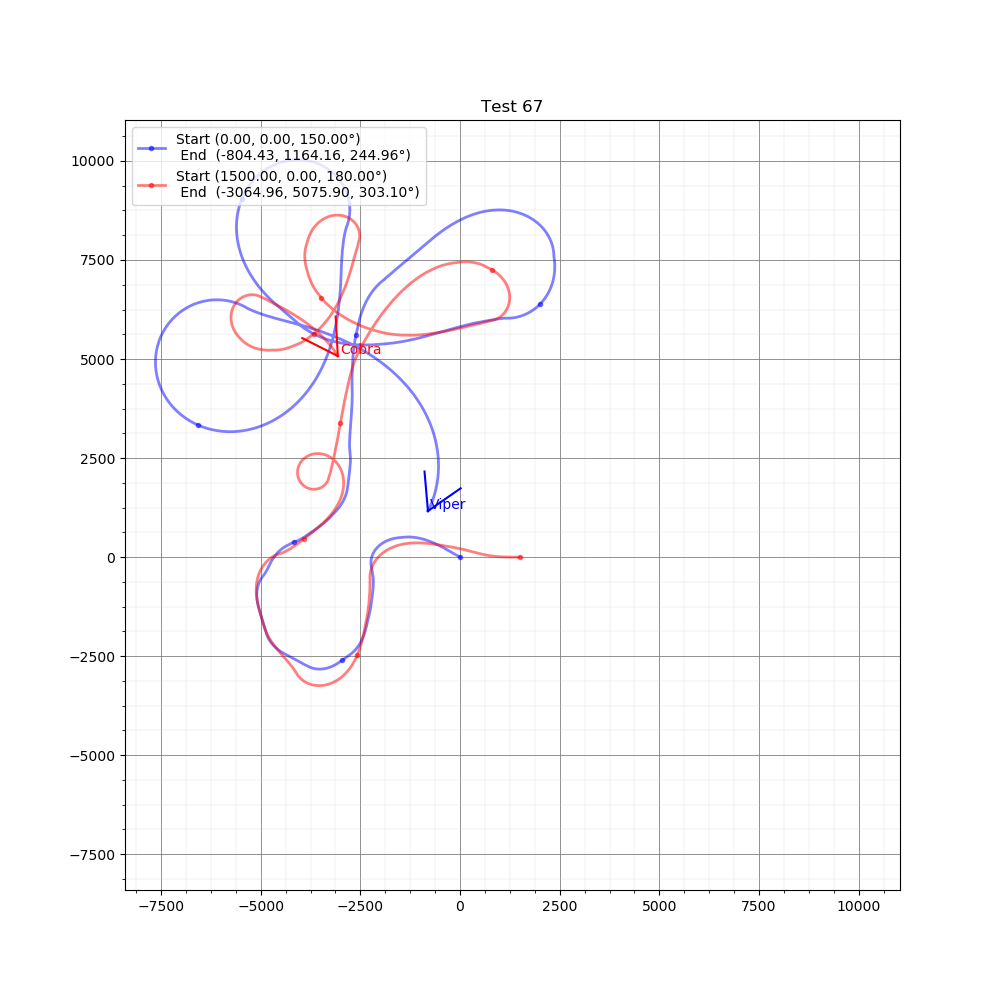 Test 67
Start (0.00, 0.00, 150.00°)
End (-804.43, 1164.16, 244.96°)
Start (1500.00, 0.00, 180.00°)
End (-3064.96, 5075.90, 303.10°)
10000
7500
5000
2500
0
−2500
−5000
−7500
Cobra
Viper
−7500 −5000 −2500 0 2500 5000 7500 10000